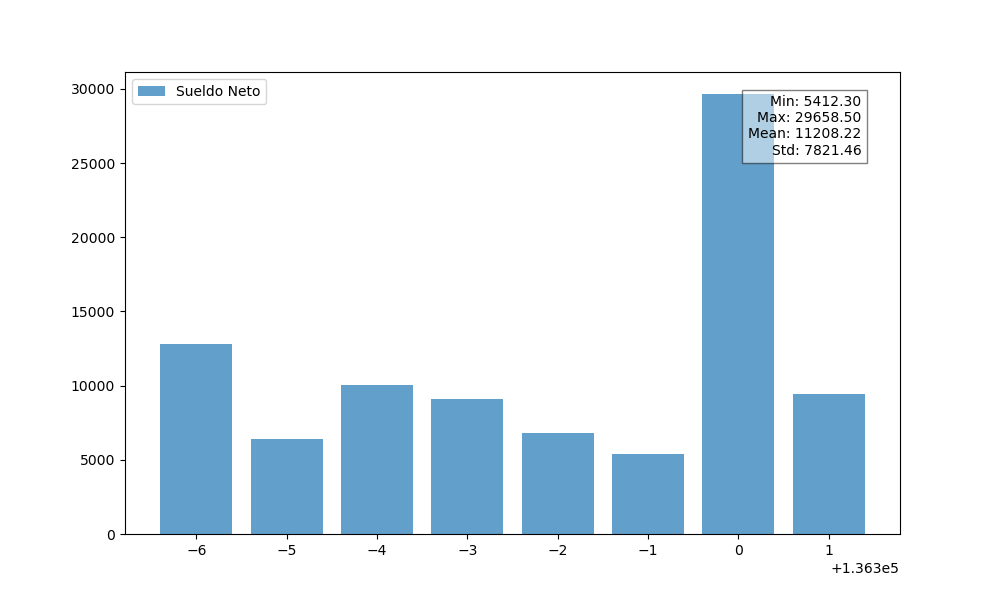 Sueldo Neto
Min: 5412.30
Max: 29658.50
Mean: 11208.22
Std: 7821.46
30000
25000
20000
15000
10000
5000
0
−6 −5 −4 −3 −2 −1 0 1
+1.363e5